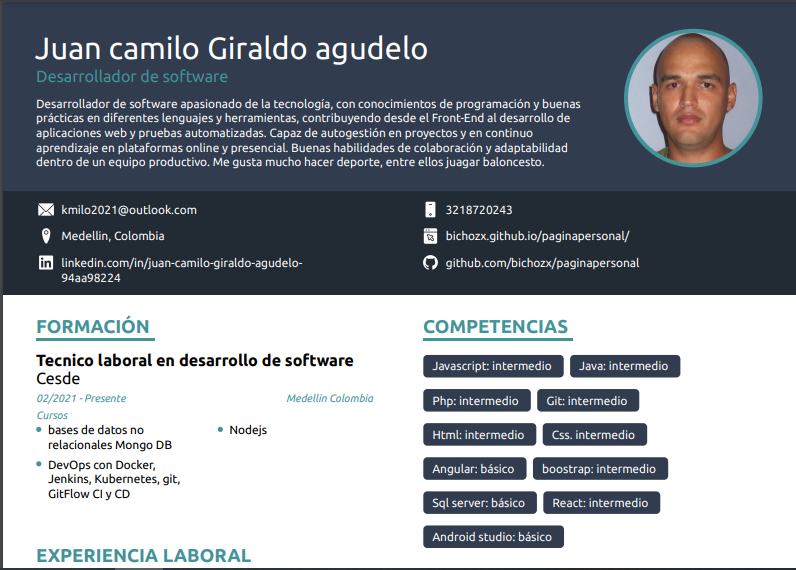 Juan camilo Giraldo agudelo
Desarrollador de software
Desarrollador de software apasionado de la tecnología, con conocimientos de programación y buenas
prácticas en diferentes lenguajes y herramientas, contribuyendo desde el Front-End al desarrollo de
aplicaciones web y pruebas automatizadas. Capaz de autogestión en proyectos y en continuo
aprendizaje en plataformas online y presencial. Buenas habilidades de colaboración y adaptabilidad
dentro de un equipo productivo. Me gusta mucho hacer deporte, entre ellos juagar baloncesto.
kmilo2021@outlook.com
3218720243
Medellin, Colombia
bichozx.github.io/paginapersonal/
linkedin.com/in/juan-camilo-giraldo-agudelo-
94aa98224
github.com/bichozx/paginapersonal
FORMACIÓN
Tecnico laboral en desarrollo de software
Cesde
02/2021 - Presente
Medellin Colombia
Cursos
bases de datos no
relacionales Mongo DB
Nodejs
DevOps con Docker,
Jenkins, Kubernetes, git,
GitFlow CI y CD
EXPERIENCIA LABORAL
COMPETENCIAS
Javascript: intermedio
Java: intermedio
Php: intermedio
Git: intermedio
Html: intermedio
Css. intermedio
Angular: básico
boostrap: intermedio
Sql server: básico
React: intermedio
Android studio: básico